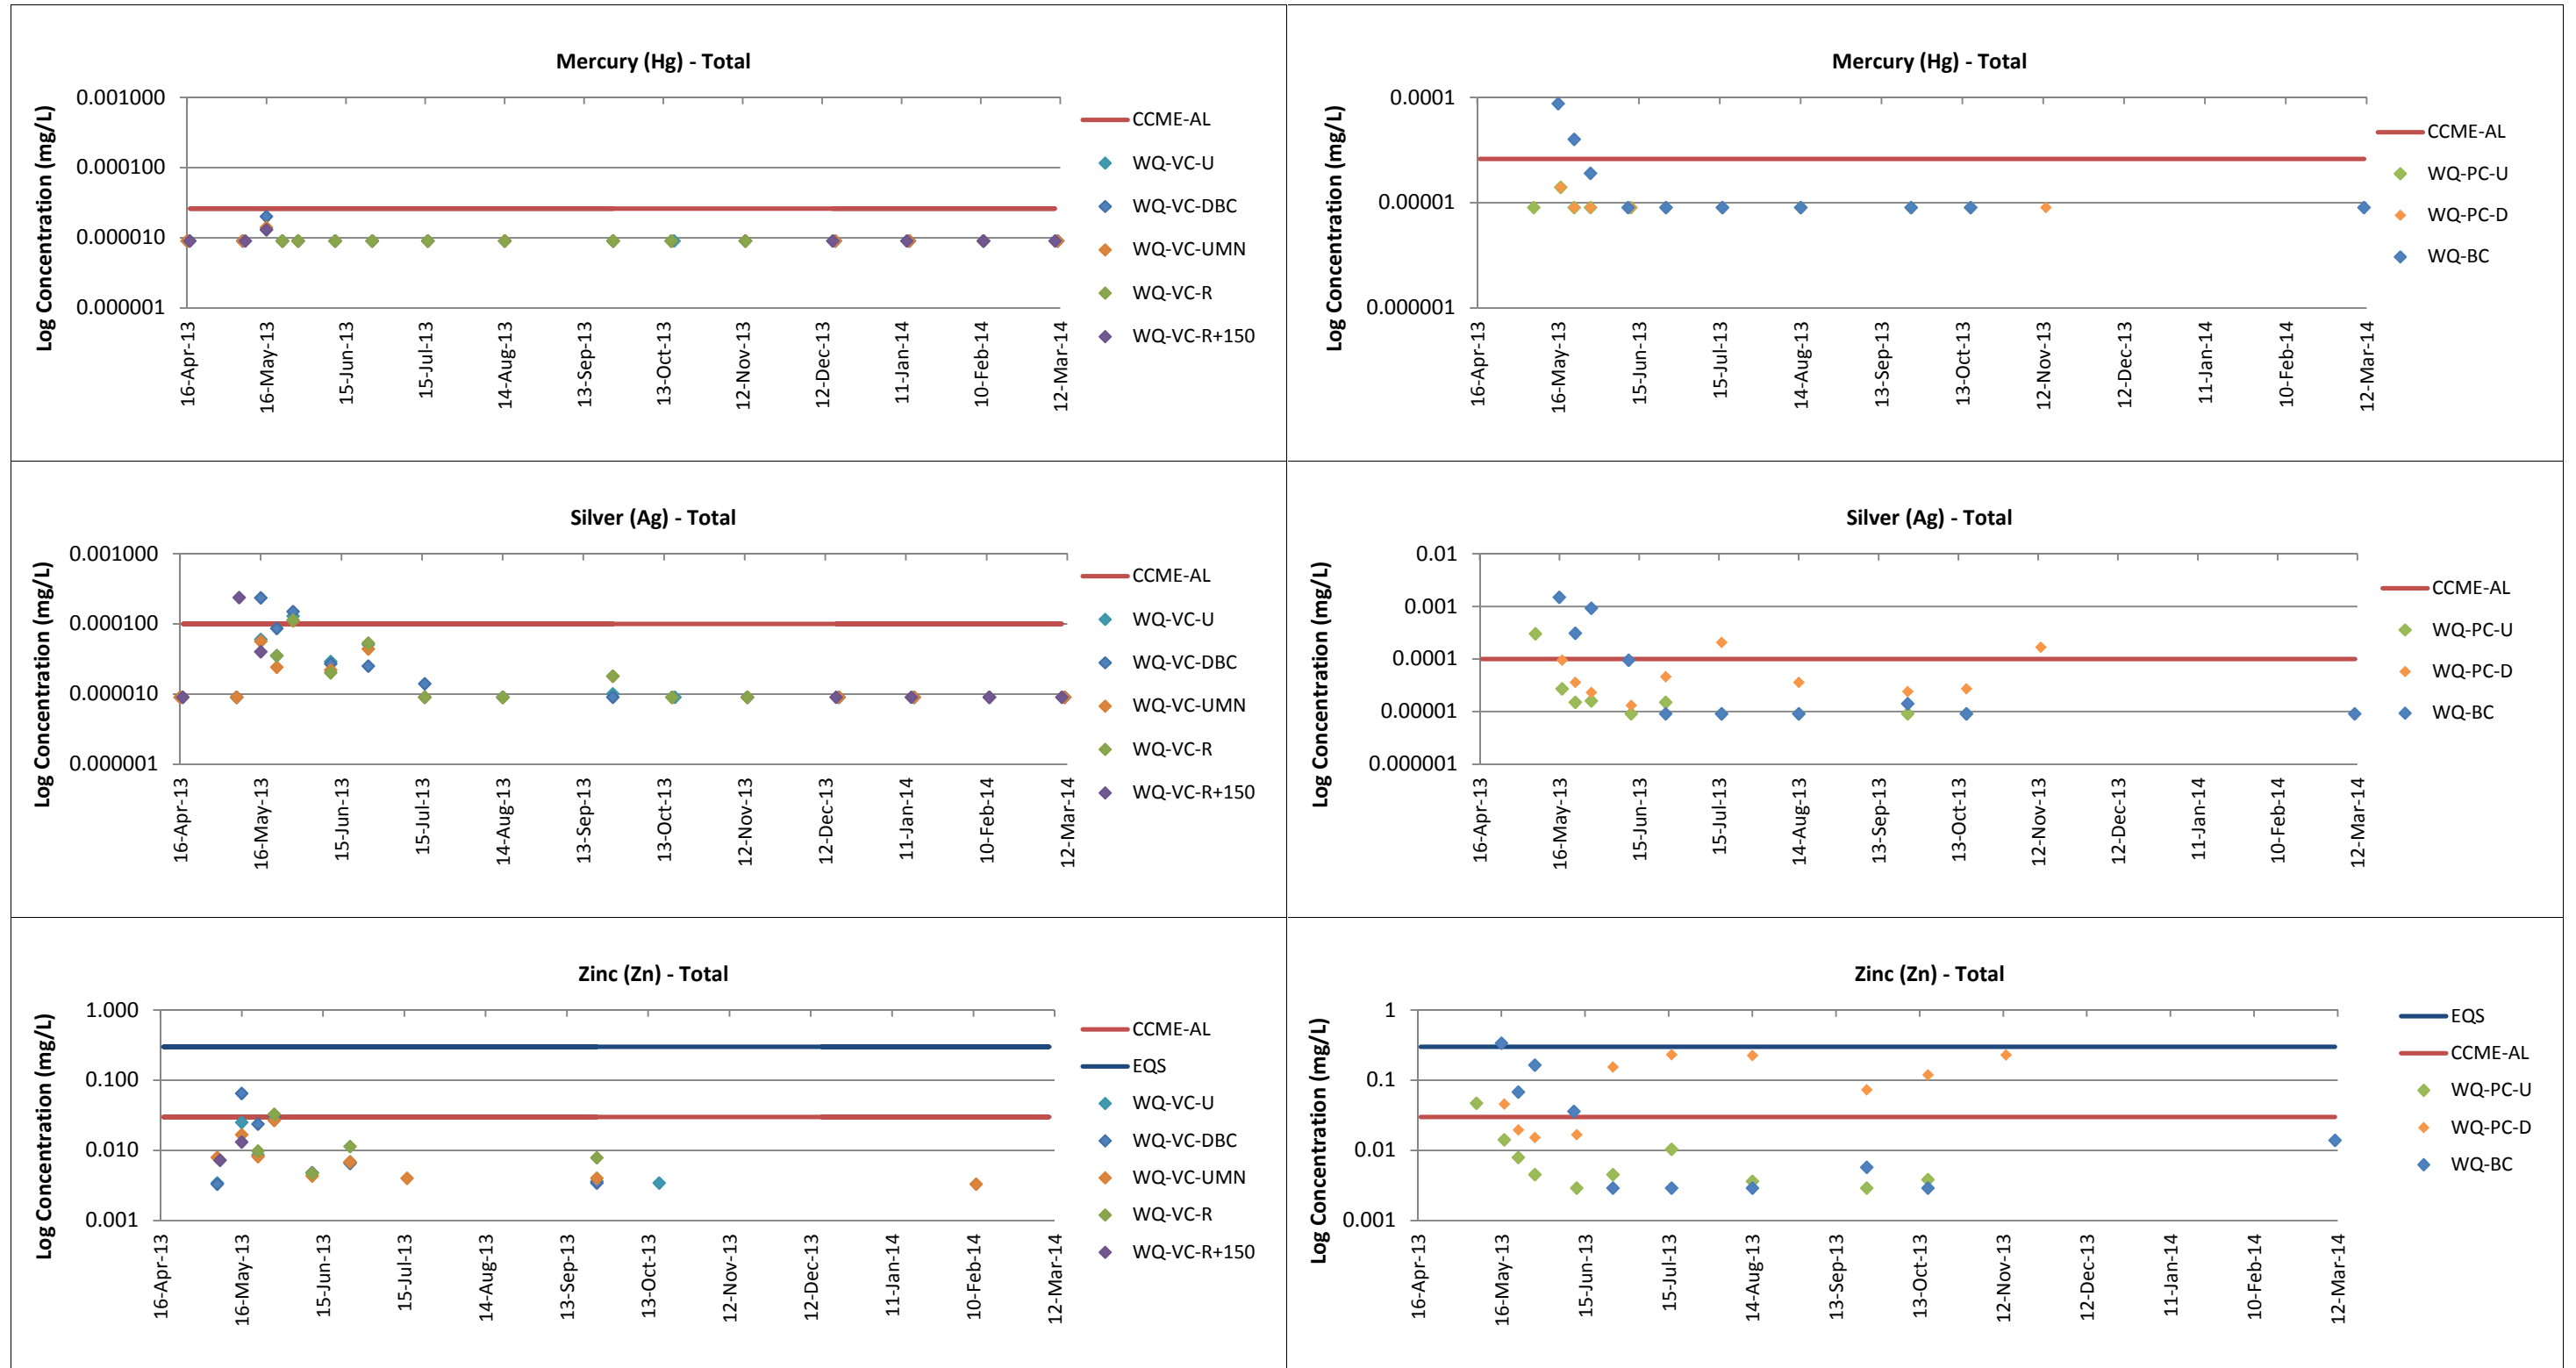 Mercury (Hg) - Total
Log Concentration (mg/L)
0.001000
0.000100
0.000010
0.000001
16-Apr-13
16-May-13
15-Jun-13
15-Jul-13
14-Aug-13
13-Sep-13
13-Oct-13
12-Nov-13
12-Dec-13
11-Jan-14
10-Feb-14
12-Mar-14
CCME-AL
WQ-VC-U
WQ-VC-DBC
WQ-VC-UMN
WQ-VC-R
WQ-VC-R+150
Mercury (Hg) - Total
Log Concentration (mg/L)
0.0001
0.00001
0.000001
16-Apr-13
16-May-13
15-Jun-13
15-Jul-13
14-Aug-13
13-Sep-13
13-Oct-13
12-Nov-13
12-Dec-13
11-Jan-14
10-Feb-14
12-Mar-14
CCME-AL
WQ-PC-U
WQ-PC-D
WQ-BC
Silver (Ag) - Total
Log Concentration (mg/L)
0.001000
0.000100
0.000010
0.000001
16-Apr-13
16-May-13
15-Jun-13
15-Jul-13
14-Aug-13
13-Sep-13
13-Oct-13
12-Nov-13
12-Dec-13
11-Jan-14
10-Feb-14
12-Mar-14
CCME-AL
WQ-VC-U
WQ-VC-DBC
WQ-VC-UMN
WQ-VC-R
WQ-VC-R+150
Silver (Ag) - Total
Log Concentration (mg/L)
0.01
0.001
0.0001
0.00001
0.000001
16-Apr-13
16-May-13
15-Jun-13
15-Jul-13
14-Aug-13
13-Sep-13
13-Oct-13
12-Nov-13
12-Dec-13
11-Jan-14
10-Feb-14
12-Mar-14
CCME-AL
WQ-PC-U
WQ-PC-D
WQ-BC
Zinc (Zn) - Total
Log Concentration (mg/L)
1.000
0.100
0.010
0.001
16-Apr-13
16-May-13
15-Jun-13
15-Jul-13
14-Aug-13
13-Sep-13
13-Oct-13
12-Nov-13
12-Dec-13
11-Jan-14
10-Feb-14
12-Mar-14
CCME-AL
EQS
WQ-VC-U
WQ-VC-DBC
WQ-VC-UMN
WQ-VC-R
WQ-VC-R+150
Zinc (Zn) - Total
Log Concentration (mg/L)
1
0.1
0.01
0.001
16-Apr-13
16-May-13
15-Jun-13
15-Jul-13
14-Aug-13
13-Sep-13
13-Oct-13
12-Nov-13
12-Dec-13
11-Jan-14
10-Feb-14
12-Mar-14
EQS
CCME-AL
WQ-PC-U
WQ-PC-D
WQ-BC